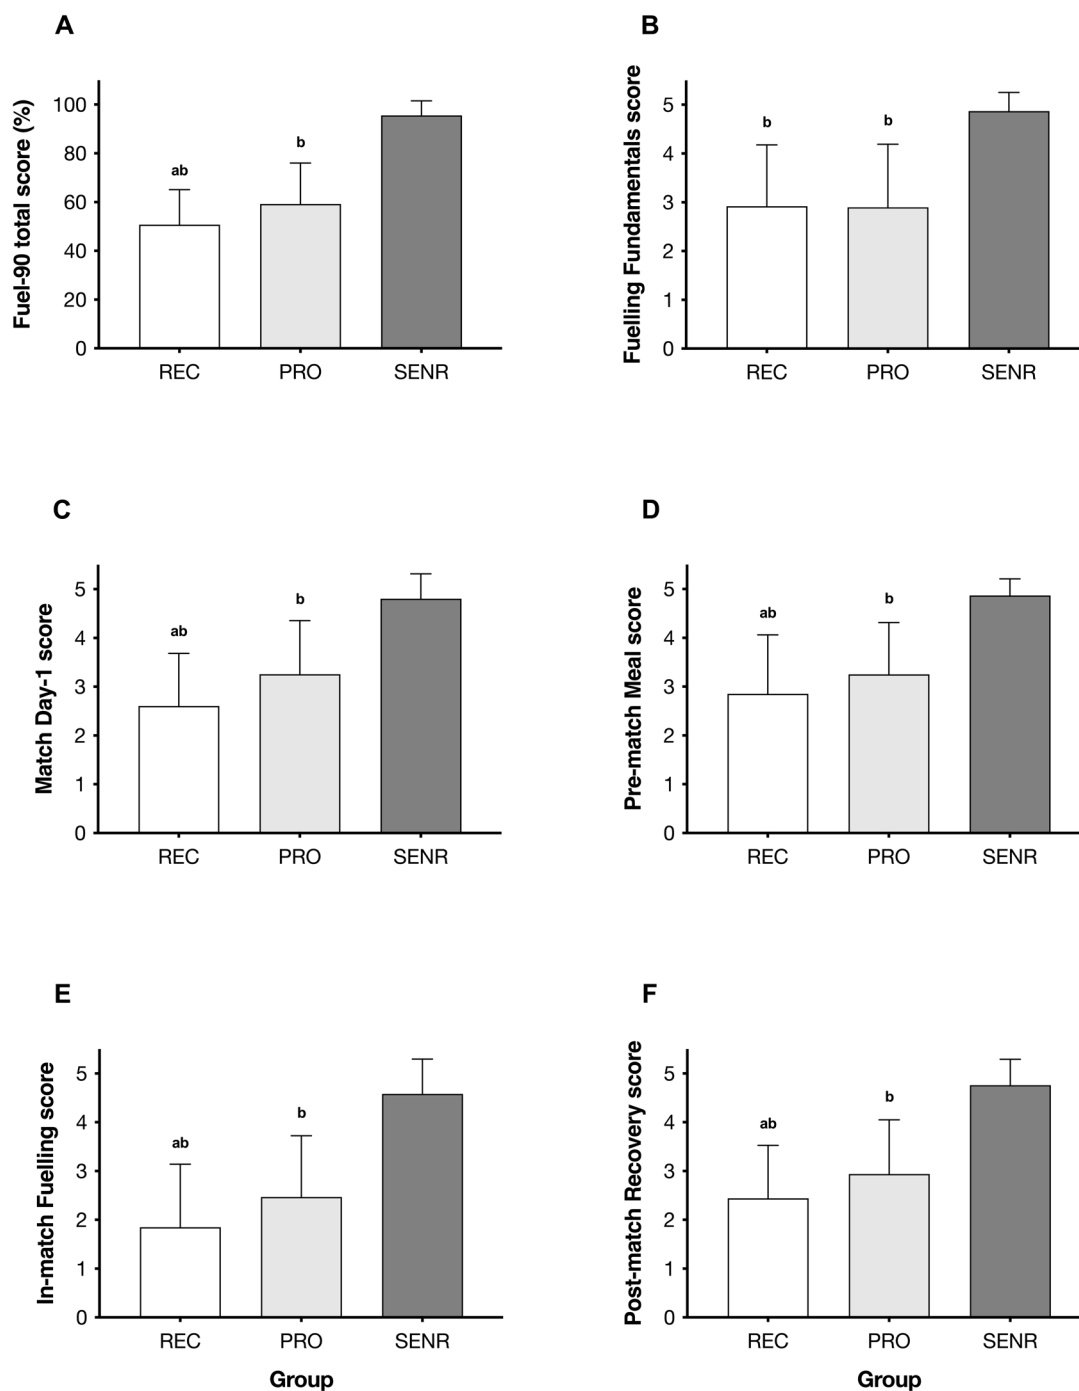 A
Fuel-90 total score (%)
100
80
60
40
20
0
ab
b
REC PRO SENR
B
Fuelling Fundamentals score
5
4
3
2
1
0
b
b
REC PRO SENR
C
Match Day-1 score
5
4
3
2
1
0
ab
b
REC PRO SENR
D
Pre-match Meal score
5
4
3
2
1
0
ab
b
REC PRO SENR
E
In-match Fuelling score
5
4
3
2
1
0
ab
b
REC PRO SENR
Group
F
Post-match Recovery score
5
4
3
2
1
0
ab
b
REC PRO SENR
Group